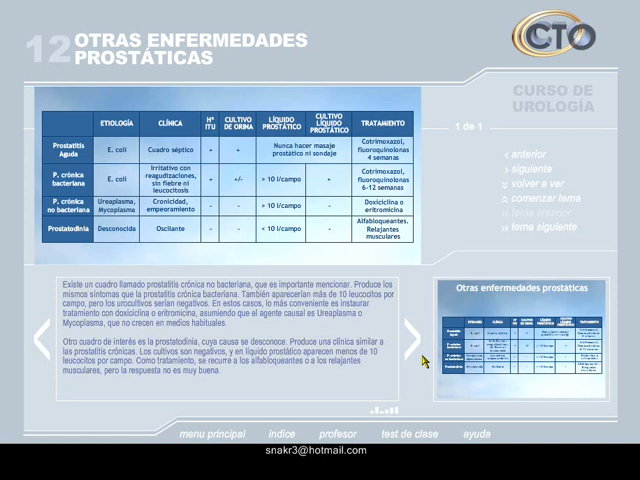 12 OTRAS ENFERMEDADES
PROSTÁTICAS
CTO
CURSO DE
UROLOGÍA
1 de 1
ETIOLOGÍA CLÍNICA Hª ITU CULTIVO DE ORINA LÍQUIDO PROSTÁTICO CULTIVO LÍQUIDO PROSTÁTICO TRATAMIENTO
Prostatitis Aguda E. coli Cuadro séptico + + Nunca hacer masaje prostático ni sondaje Cotrimoxazol, fluoroquinolonas 4 semanas
P. crónica bacteriana E. coli Irritativo con reagudizaciones, sin fiebre ni leucocitosis + +/- > 10 l/campo + Cotrimoxazol, fluoroquinolonas 6-12 semanas
P. crónica no bacteriana Ureaplasma, Mycoplasma Cronicidad, empeoramiento - - > 10 l/campo - Doxiciclina o eritromicina
Prostatodinia Desconocida Oscilante - - < 10 l/campo - Alfabloqueantes. Relajantes musculares
anterior
siguiente
volver a ver
comenzar tema
tema anterior
tema siguiente
Existe un cuadro llamado prostatitis crónica no bacteriana, que es importante mencionar. Produce los
mismos síntomas que la prostatitis crónica bacteriana. También aparecerían más de 10 leucocitos por
campo, pero los urocultivos serían negativos. En estos casos, lo más conveniente es instaurar
tratamiento con doxiciclina o eritromicina, asumiendo que el agente causal es Ureaplasma o
Mycoplasma, que no crecen en medios habituales.
Otro cuadro de interés es la prostatodinia, cuya causa se desconoce. Produce una clínica similar a
las prostatitis crónicas. Los cultivos son negativos, y en líquido prostático aparecen menos de 10
leucocitos por campo. Como tratamiento, se recurre a los alfabloqueantes o a los relajantes
musculares, pero la respuesta no es muy buena.
Otras enfermedades prostáticas
menu principal indice profesor test de clase ayuda
snakr3@hotmail.com